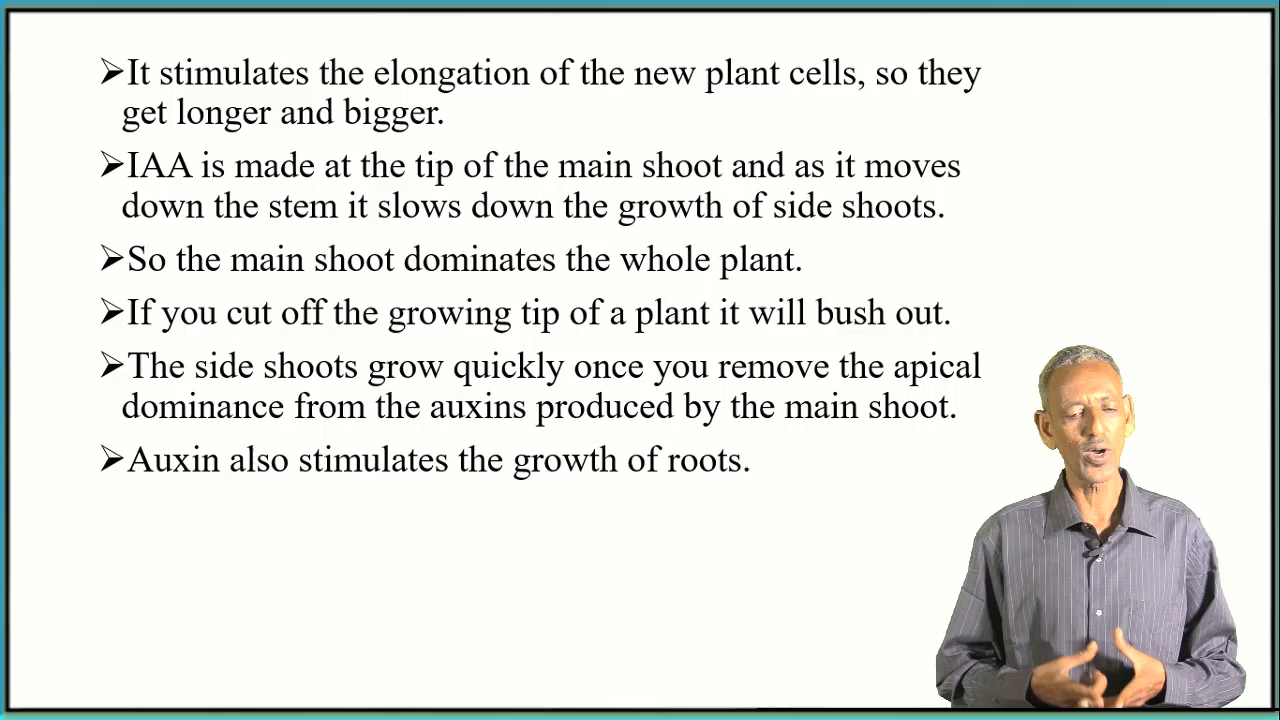 ➢It stimulates the elongation of the new plant cells, so they
get longer and bigger.
➢IAA is made at the tip of the main shoot and as it moves
down the stem it slows down the growth of side shoots.
➢So the main shoot dominates the whole plant.
➢If you cut off the growing tip of a plant it will bush out.
➢The side shoots grow quickly once you remove the apical
dominance from the auxins produced by the main shoot.
➢Auxin also stimulates the growth of roots.